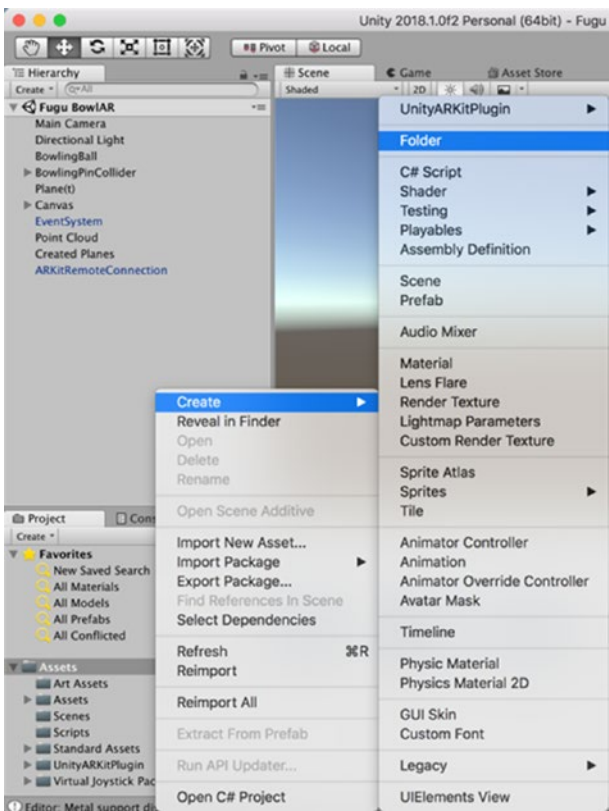 Unity 2018.1.0f2 Personal (64bit) - Fugu
Pivot Local
Hierarchy
Create All
Fugu BowlAR
Main Camera
Directional Light
BowlingBall
BowlingPinCollider
Plane(t)
Canvas
EventSystem
Point Cloud
Created Planes
ARKitRemoteConnection
Scene Game Asset Store
Shaded 2D
UnityARKitPlugin
Folder
C# Script
Shader
Testing
Playables
Assembly Definition
Scene
Prefab
Audio Mixer
Material
Lens Flare
Render Texture
Lightmap Parameters
Custom Render Texture
Sprite Atlas
Sprites
Tile
Animator Controller
Animation
Animator Override Controller
Avatar Mask
Timeline
Physic Material
Physics Material 2D
GUI Skin
Custom Font
Legacy
UIElements View
Create
Reveal in Finder
Open
Delete
Rename
Open Scene Additive
Import New Asset...
Import Package
Export Package...
Find References In Scene
Select Dependencies
Refresh ⌘R
Reimport
Reimport All
Extract From Prefab
Run API Updater...
Open C# Project
Project Con
Create
Favorites
New Saved Search
All Materials
All Models
All Prefabs
All Conflicted
Assets
Art Assets
Assets
Scenes
Scripts
Standard Assets
UnityARKitPlugin
Virtual Joystick Pac
Editor: Metal support di